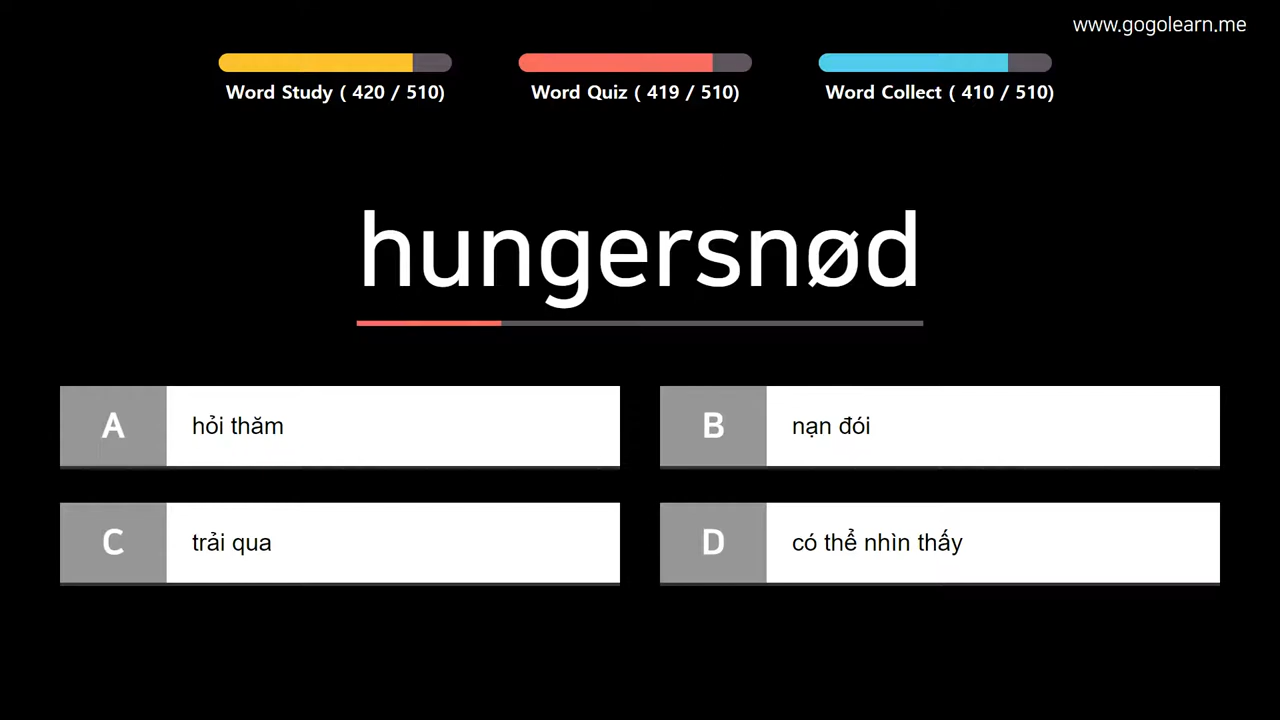 www.gogolearn.me
Word Study ( 420 / 510)
Word Quiz ( 419 / 510)
Word Collect ( 410 / 510)
hungersnød
A hỏi thăm
B nạn đói
C trải qua
D có thể nhìn thấy